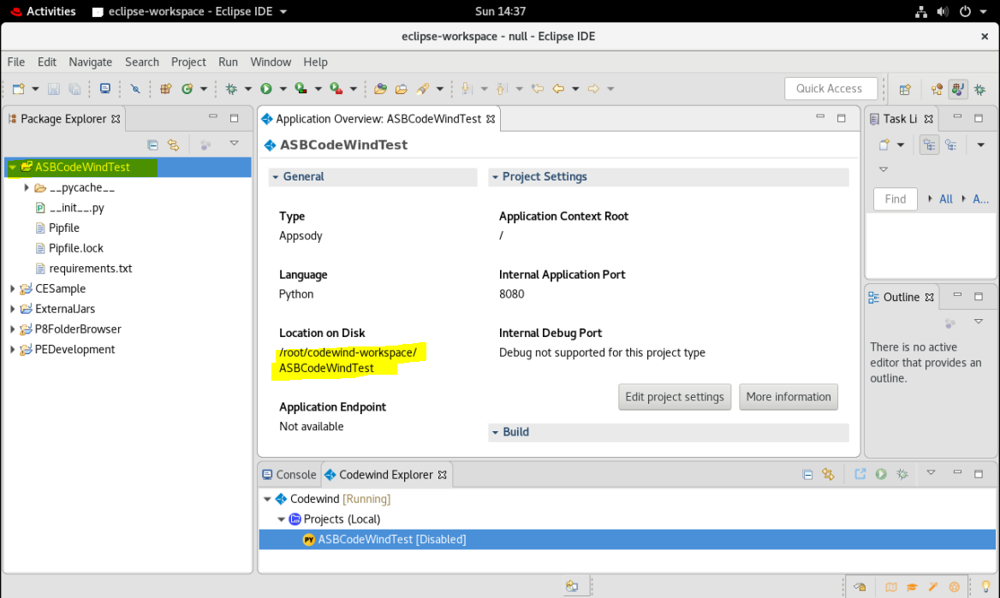 Activities
eclipse-workspace - Eclipse IDE
Sun 14:37
eclipse-workspace - null - Eclipse IDE
File Edit Navigate Search Project Run Window Help
Quick Access
Package Explorer
ASBCodeWindTest
__pycache__
__init__.py
Pipfile
Pipfile.lock
requirements.txt
CESample
ExternalJars
P8FolderBrowser
PEDevelopment
Application Overview: ASBCodeWindTest
ASBCodeWindTest
General
Type
Appsody
Language
Python
Location on Disk
/root/codewind-workspace/
ASBCodeWindTest
Application Endpoint
Not available
Project Settings
Application Context Root
/
Internal Application Port
8080
Internal Debug Port
Debug not supported for this project type
Edit project settings
More information
Build
Task Li
Find
All
A...
Outline
There is no active
editor that provides an
outline.
Console
Codewind Explorer
Codewind [Running]
Projects (Local)
PY
ASBCodeWindTest [Disabled]